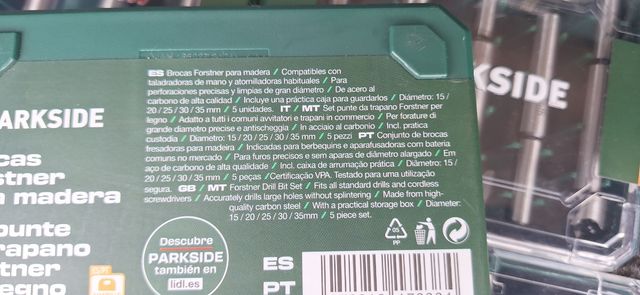 ES Brocas Forstner para madera / Compatibles con
taladradoras de mano y atornilladoras habituales / Para
perforaciones precisas y limpias de gran diámetro / De acero al
carbono de alta calidad / Incluye una práctica caja para guardarlos / Diámetro: 15 /
20 / 25 / 30 / 35 mm / 5 unidades. IT / MT Set punte da trapano Forstner per
legno / Adatto a tutti i comuni avvitatori e trapani in commercio / Per forature di
grande diametro precise e antischeggia / In acciaio al carbonio / Incl. pratica
custodia / Diametro: 15 / 20 / 25 / 30 / 35 mm / 5 pezzi PT Conjunto de brocas
fresadoras para madeira / Indicadas para berbequins e aparafusadoras com bateria
comuns no mercado / Para furos precisos e sem aparas de diâmetro alargado / Em
aço de carbono de alta qualidade / Incl. caixa de arrumação prática / Diâmetro: 15/
20 / 25 / 30 / 35 mm / 5 peças /Certificação VPA. Testado para uma utilização
segura. GB / MT Forstner Drill Bit Set / Fits all standard drills and cordless
screwdrivers / Accurately drills large holes without splintering / Made from high-
quality carbon steel / With a practical storage box / Diameter:
15 / 20 / 25 / 30 / 35mm / 5 piece set.
PARKSIDE
ocas
rstner
a madera
punte
trapano
stner
egno
Descubre
PARKSIDE
también en
lidl.es
05
PP
ES
PT
KSIDE